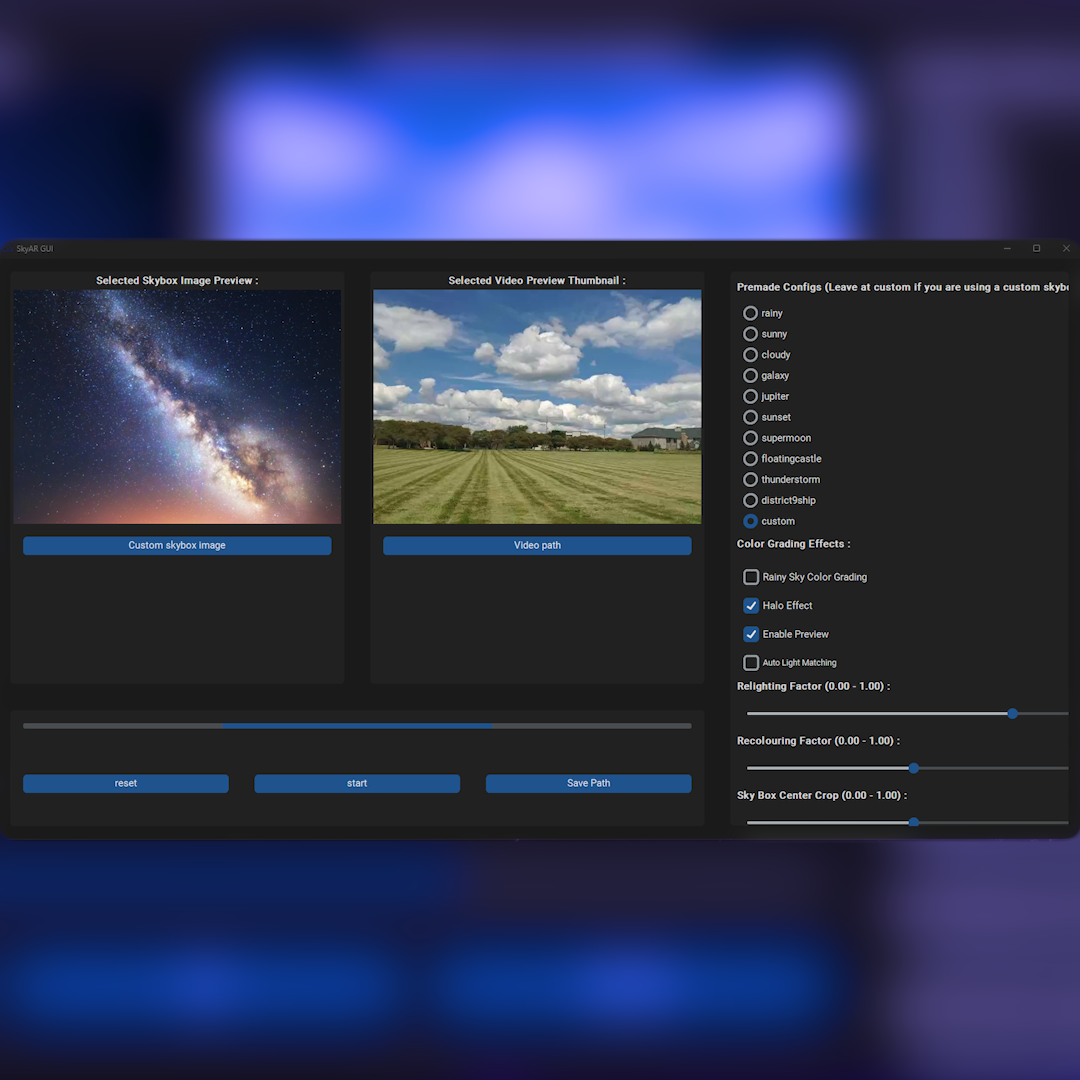 SkyAR GUI
Selected Skybox Image Preview :
Custom skybox image
Selected Video Preview Thumbnail :
Video path
reset
start
Save Path
Premade Configs (Leave at custom if you are using a custom skyb
rainy
sunny
cloudy
galaxy
jupiter
sunset
supermoon
floatingcastle
thunderstorm
district9ship
custom
Color Grading Effects :
Rainy Sky Color Grading
Halo Effect
Enable Preview
Auto Light Matching
Relighting Factor (0.00 - 1.00) :
Recolouring Factor (0.00 - 1.00) :
Sky Box Center Crop (0.00 - 1.00) :